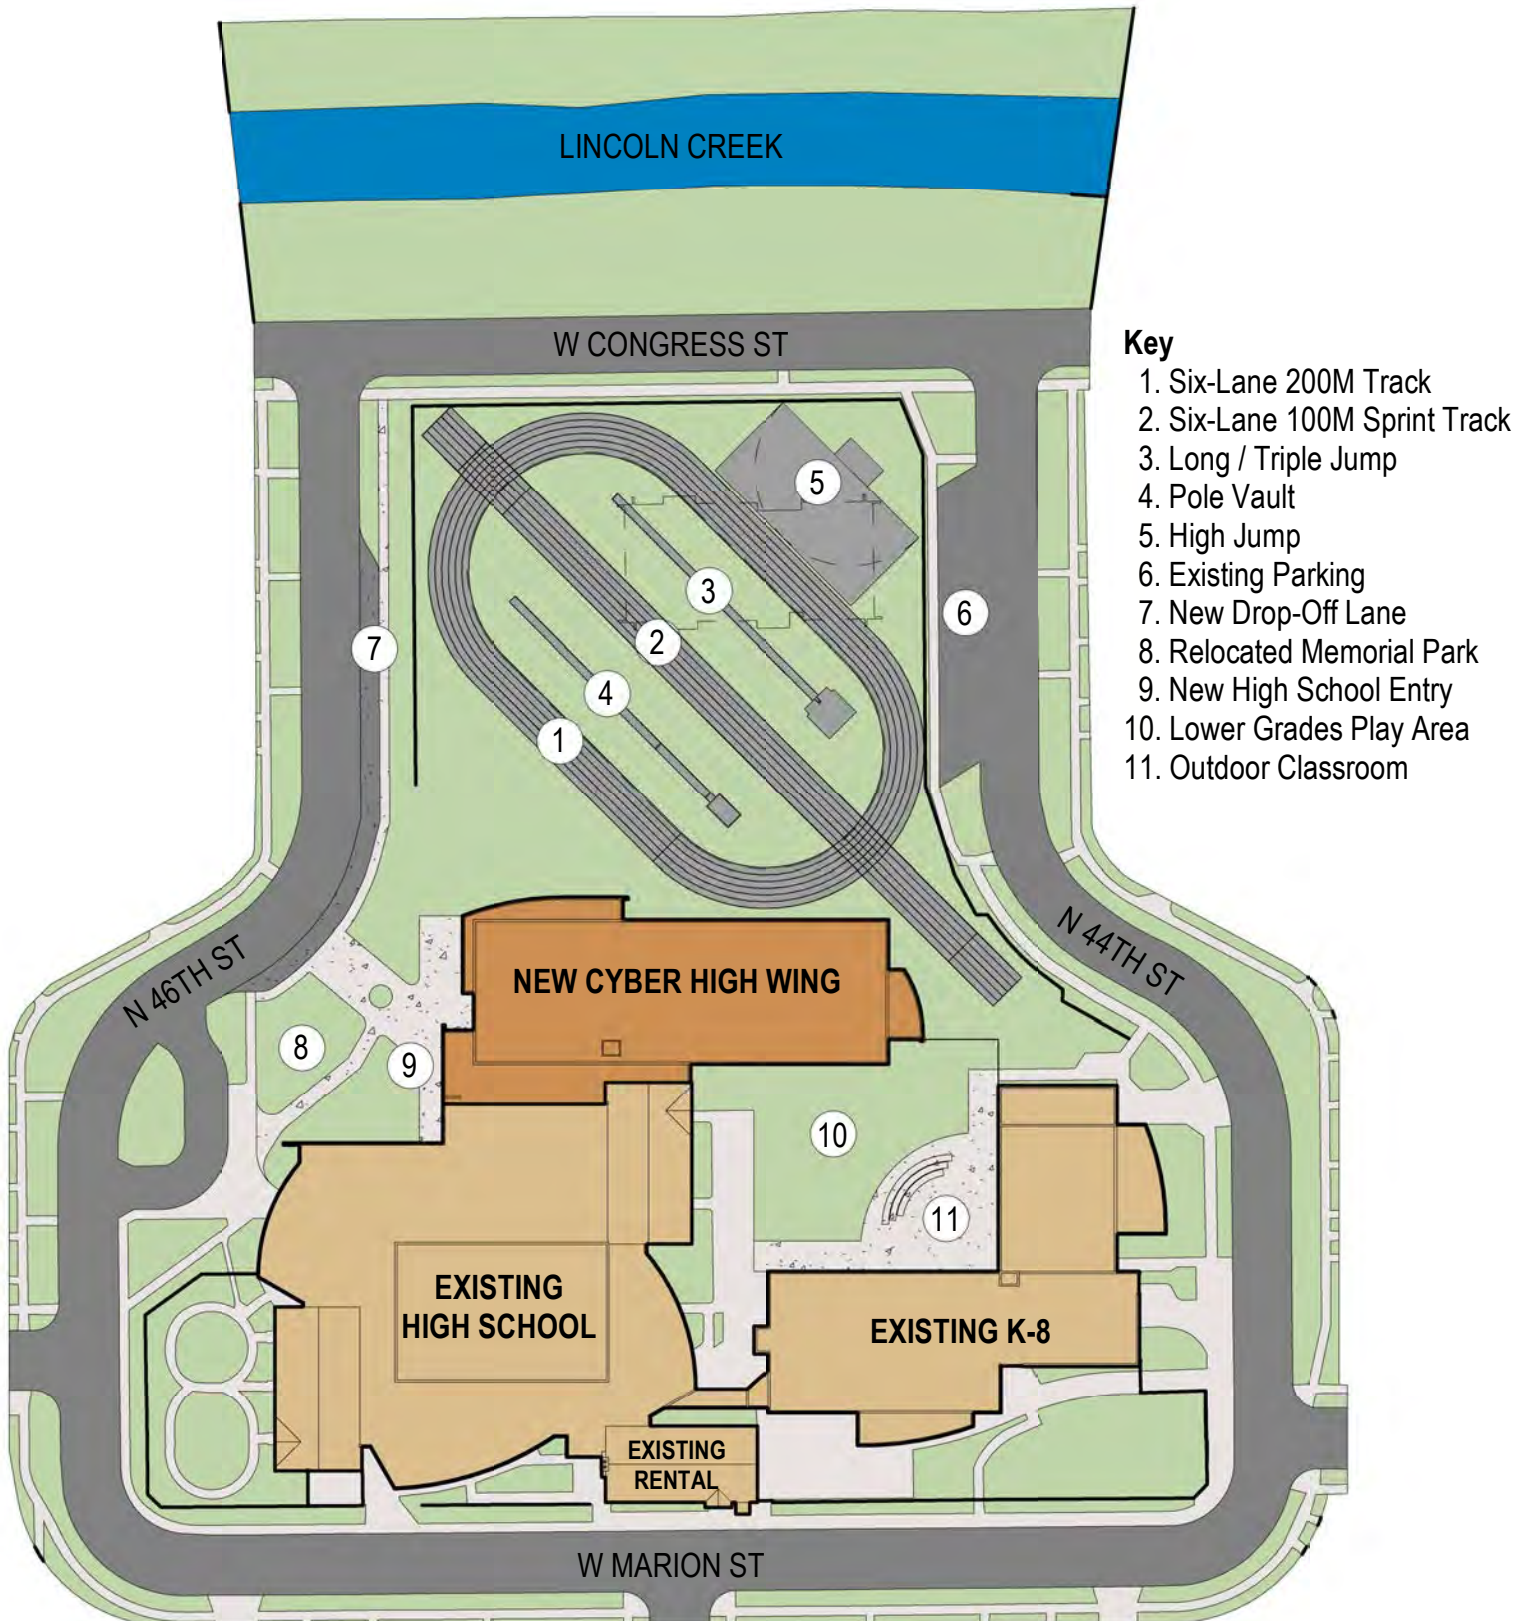 LINCOLN CREEK
W CONGRESS ST
Key
1. Six-Lane 200M Track
2. Six-Lane 100M Sprint Track
3. Long / Triple Jump
4. Pole Vault
5. High Jump
6. Existing Parking
7. New Drop-Off Lane
8. Relocated Memorial Park
9. New High School Entry
10. Lower Grades Play Area
11. Outdoor Classroom
5
3
6
2
7
4
1
N 46TH ST
NEW CYBER HIGH WING
N 44TH ST
8
9
10
11
EXISTING
HIGH SCHOOL
EXISTING K-8
EXISTING
RENTAL
W MARION ST